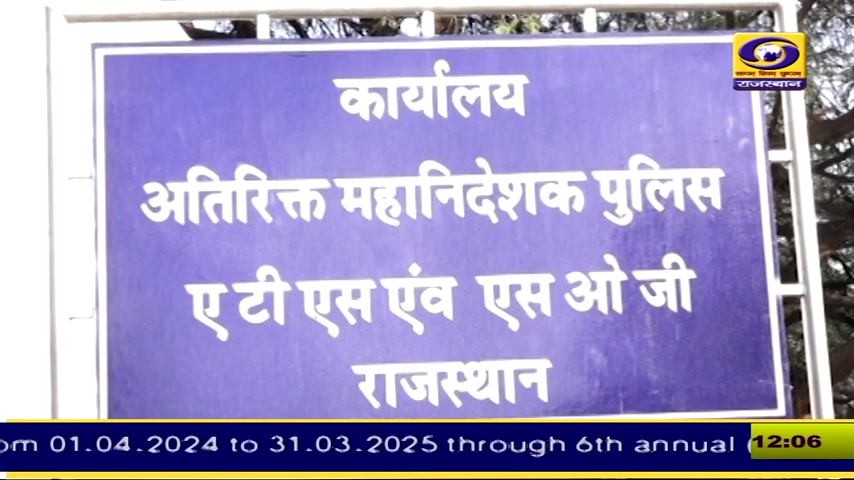 कार्यालय
अतिरिक्त महानिदेशक पुलिस
ए टी एस एंव एस ओ जी
राजस्थान
राजस्थान
om 01.04.2024 to 31.03.2025 through 6th annual
12:06